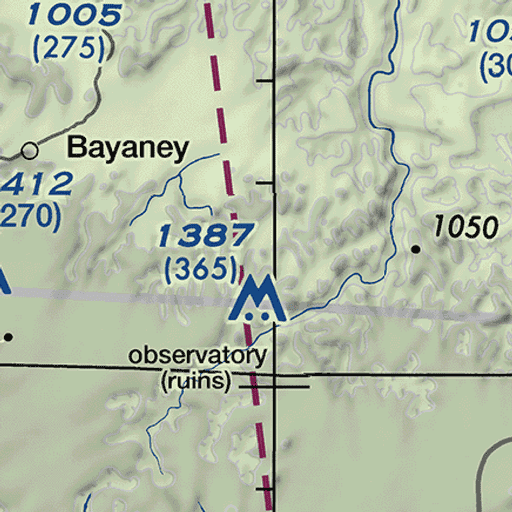 1005
(275)
Bayaney
412
270)
1387
(365)
1050
observatory
(ruins)